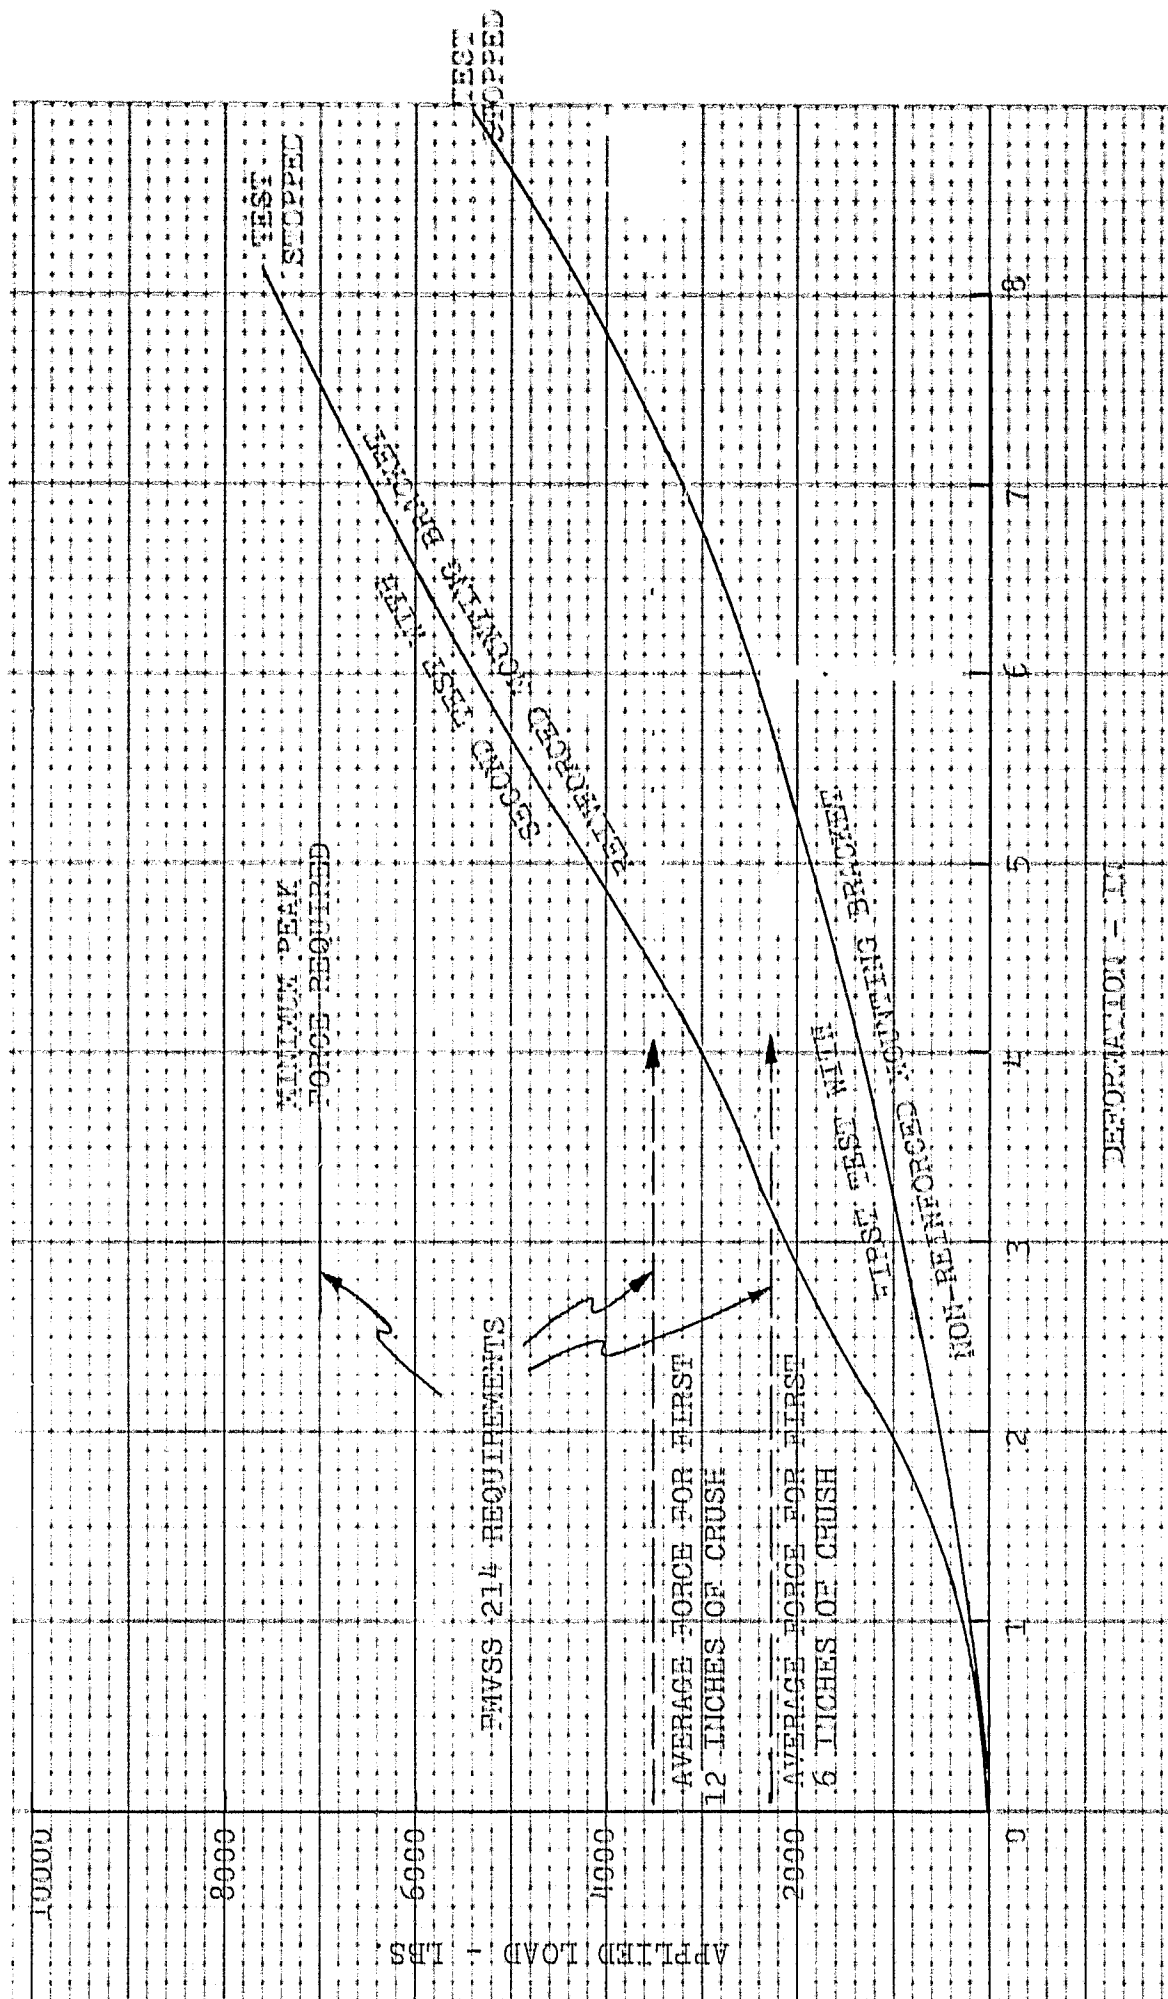 TEST
STOPPED
TEST
STOPPED
MINIMUM PEAK
FORCE REQUIRED
SECOND TEST WITH
REINFORCED MOUNTING BRACKET
FMVSS 214 REQUIREMENTS
AVERAGE FORCE FOR FIRST
12 INCHES OF CRUSH
AVERAGE FORCE FOR FIRST
6 INCHES OF CRUSH
FIRST TEST WITH
NON-REINFORCED MOUNTING BRACKET
10000
8000
6000
4000
2000
0
1
2
3
4
5
6
7
8
APPLIED LOAD - LBS.
DEFORMATION - IN.